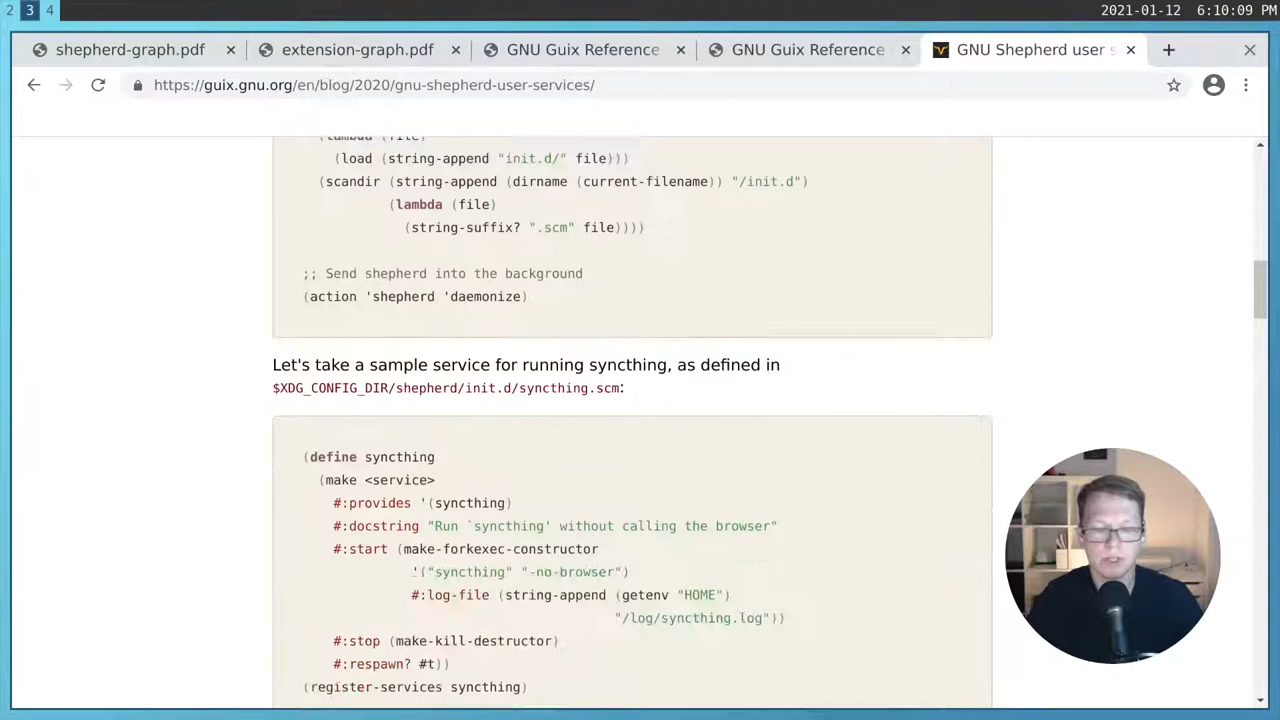 2 3 4
2021-01-12 6:10:09 PM
shepherd-graph.pdf
extension-graph.pdf
GNU Guix Reference
GNU Guix Reference
GNU Shepherd user s
https://guix.gnu.org/en/blog/2020/gnu-shepherd-user-services/
(lambda (file)
(load (string-append "init.d/" file)))
(scandir (string-append (dirname (current-filename)) "/init.d")
(lambda (file)
(string-suffix? ".scm" file))))
;; Send shepherd into the background
(action 'shepherd 'daemonize)
Let's take a sample service for running syncthing, as defined in
$XDG_CONFIG_DIR/shepherd/init.d/syncthing.scm:
(define syncthing
(make <service>
#:provides '(syncthing)
#:docstring "Run `syncthing' without calling the browser"
#:start (make-forkexec-constructor
'("syncthing" "-no-browser")
#:log-file (string-append (getenv "HOME")
"/log/syncthing.log"))
#:stop (make-kill-destructor)
#:respawn? #t))
(register-services syncthing)